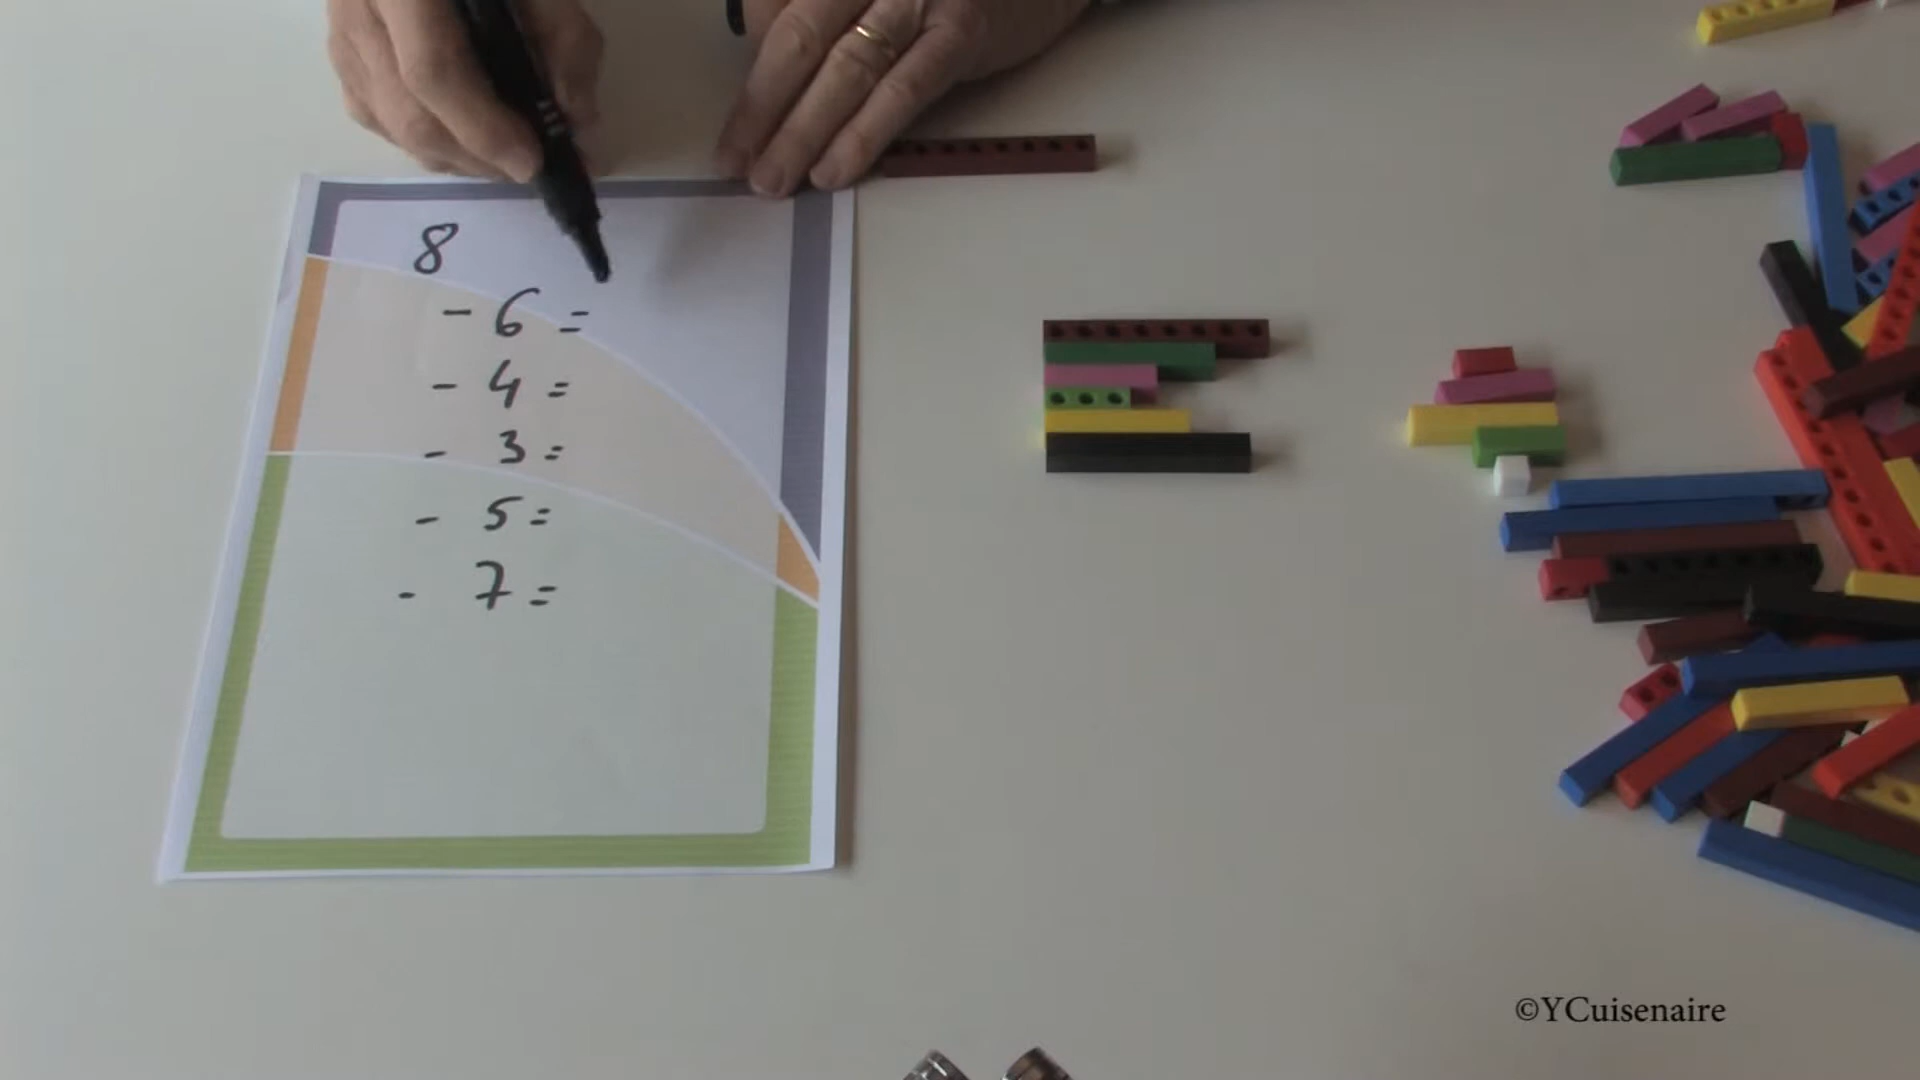 8
- 6 =
- 4 =
- 3 =
- 5 =
- 7 =
©YCuisenaire